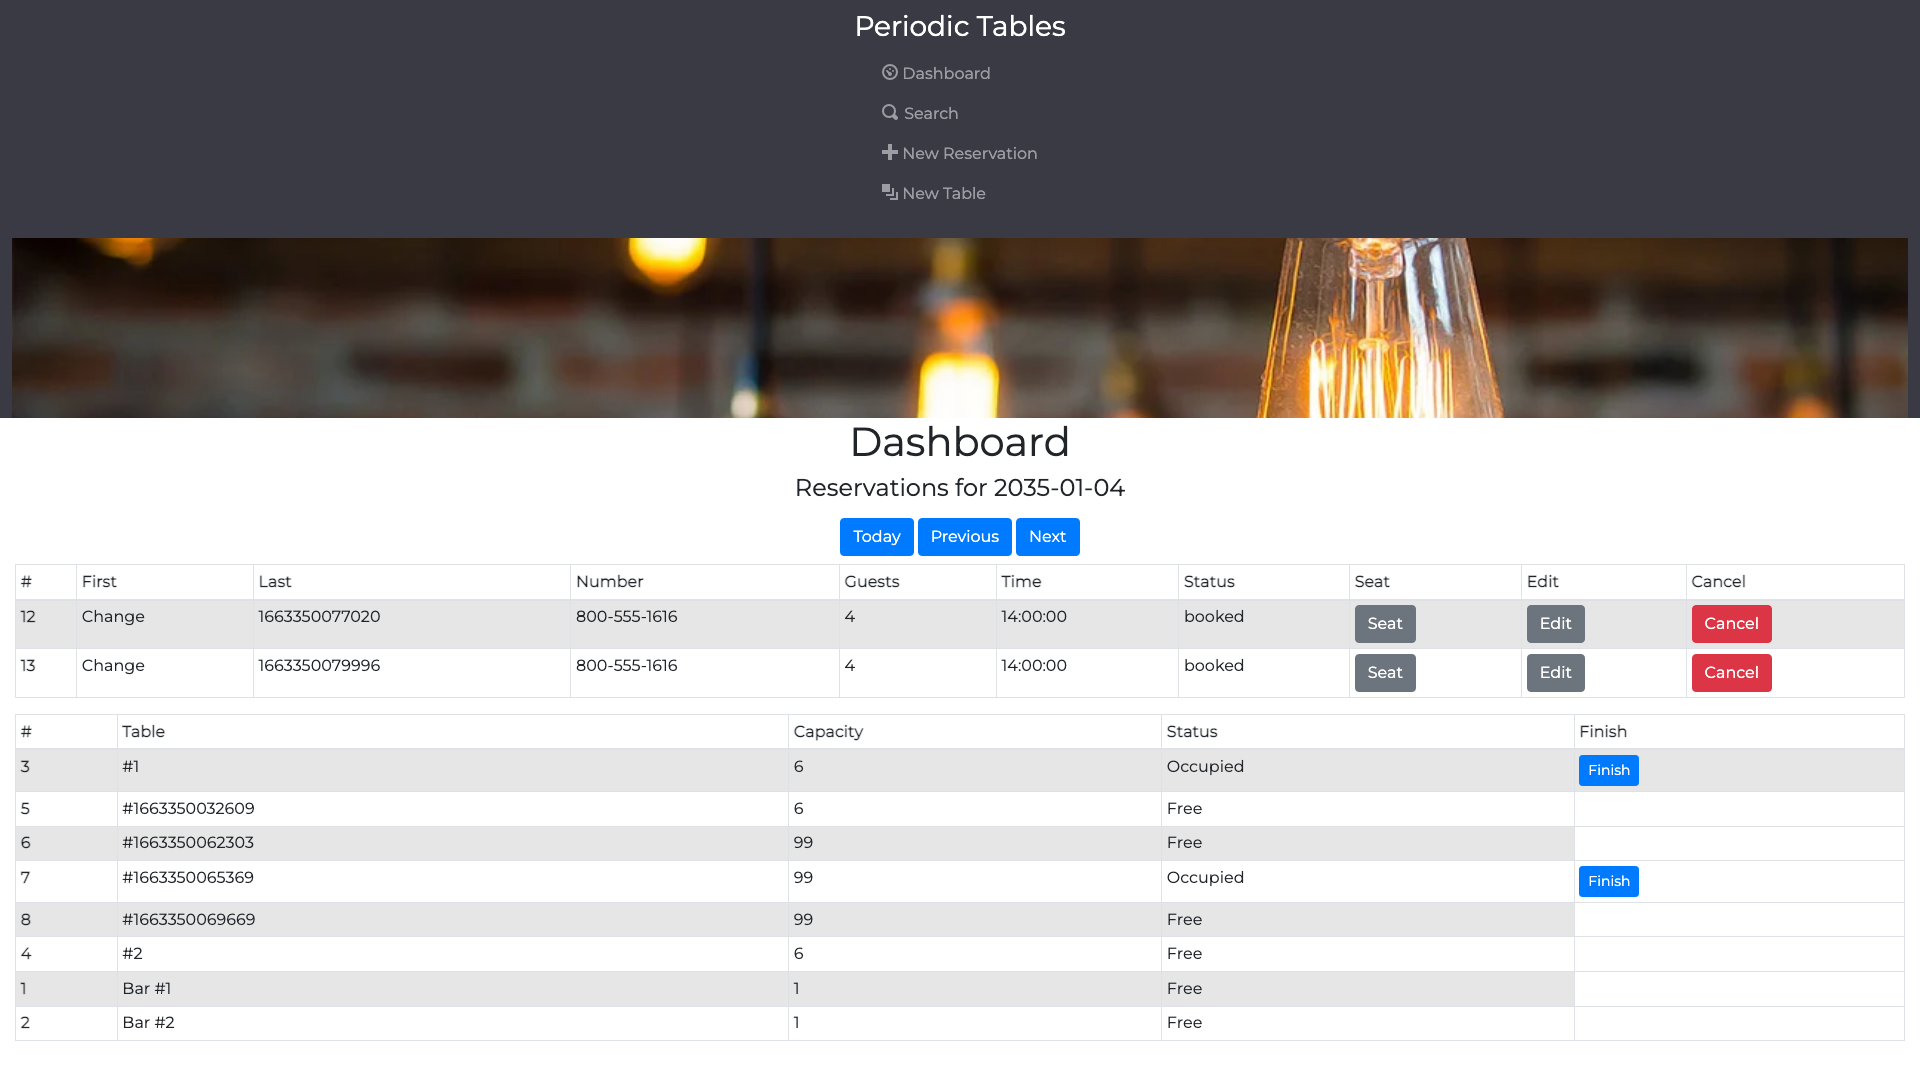 Periodic Tables
Dashboard
Search
New Reservation
New Table
Dashboard
Reservations for 2035-01-04
Today Previous Next
# First Last Number Guests Time Status Seat Edit Cancel
12 Change 1663350077020 800-555-1616 4 14:00:00 booked Seat Edit Cancel
13 Change 1663350079996 800-555-1616 4 14:00:00 booked Seat Edit Cancel
# Table Capacity Status Finish
3 #1 6 Occupied Finish
5 #1663350032609 6 Free
6 #1663350062303 99 Free
7 #1663350065369 99 Occupied Finish
8 #1663350069669 99 Free
4 #2 6 Free
1 Bar #1 1 Free
2 Bar #2 1 Free